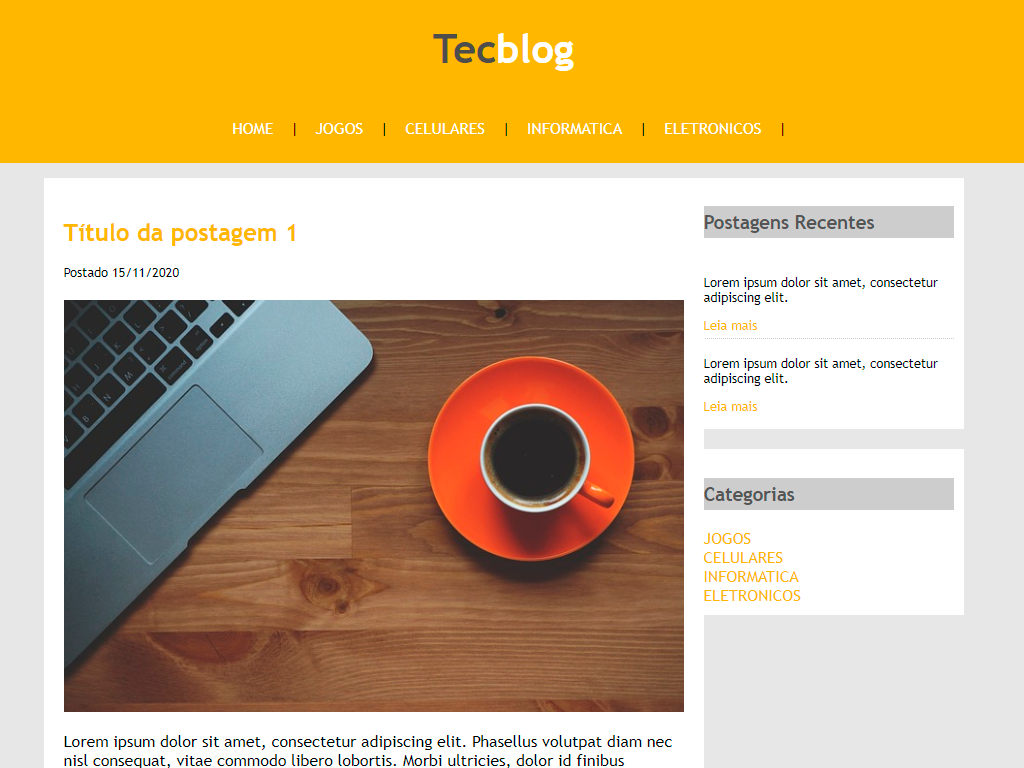 Tecblog
HOME | JOGOS | CELULARES | INFORMATICA | ELETRONICOS |
Título da postagem 1
Postado 15/11/2020
Lorem ipsum dolor sit amet, consectetur adipiscing elit. Phasellus volutpat diam nec
nisl consequat, vitae commodo libero lobortis. Morbi ultricies, dolor id finibus
Postagens Recentes
Lorem ipsum dolor sit amet, consectetur
adipiscing elit.
Leia mais
Lorem ipsum dolor sit amet, consectetur
adipiscing elit.
Leia mais
Categorias
JOGOS
CELULARES
INFORMATICA
ELETRONICOS